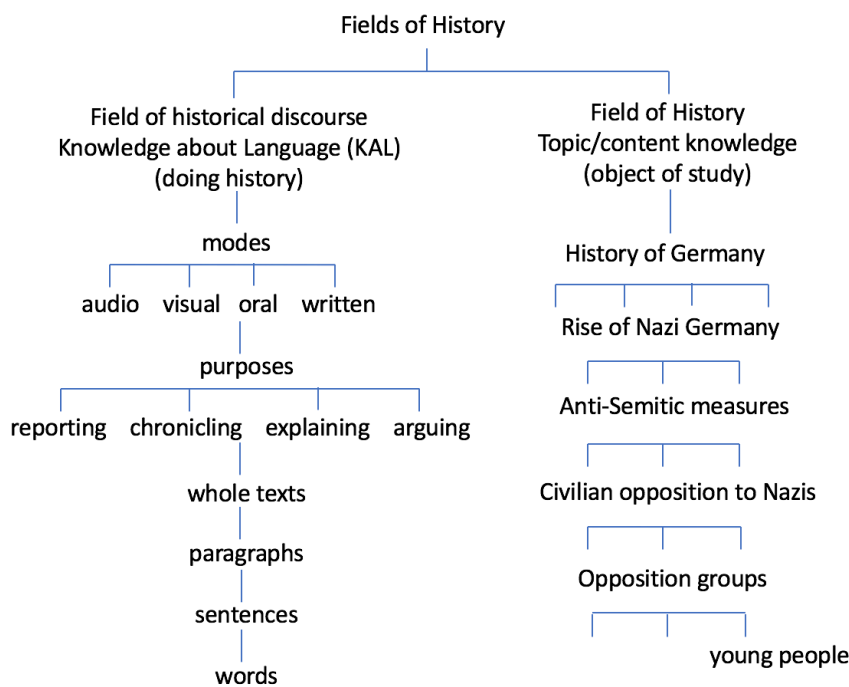 Fields of History
Field of historical discourse
Knowledge about Language (KAL)
(doing history)
modes
audio visual oral written
purposes
reporting chronicling explaining arguing
whole texts
paragraphs
sentences
words
Field of History
Topic/content knowledge
(object of study)
History of Germany
Rise of Nazi Germany
Anti-Semitic measures
Civilian opposition to Nazis
Opposition groups
young people